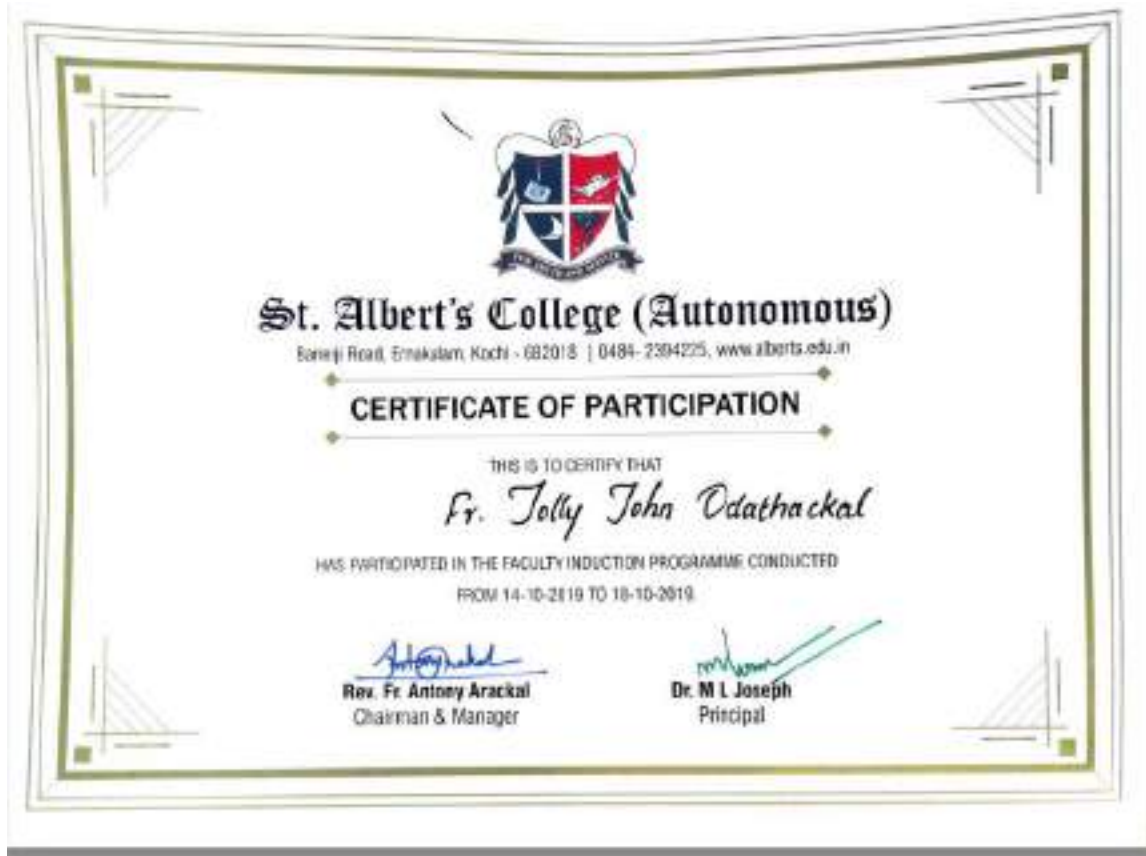 St. Albert's College (Autonomous)
Banerji Road, Ernakulam, Kochi - 682018 | 0484- 2394225, www.alberts.edu.in
CERTIFICATE OF PARTICIPATION
THIS IS TO CERTIFY THAT
Fr. Jolly John Odathackal
HAS PARTICIPATED IN THE FACULTY INDUCTION PROGRAMME CONDUCTED
FROM 14-10-2019 TO 18-10-2019
Rev. Fr. Antony Arackal
Chairman & Manager
Dr. M L Joseph
Principal